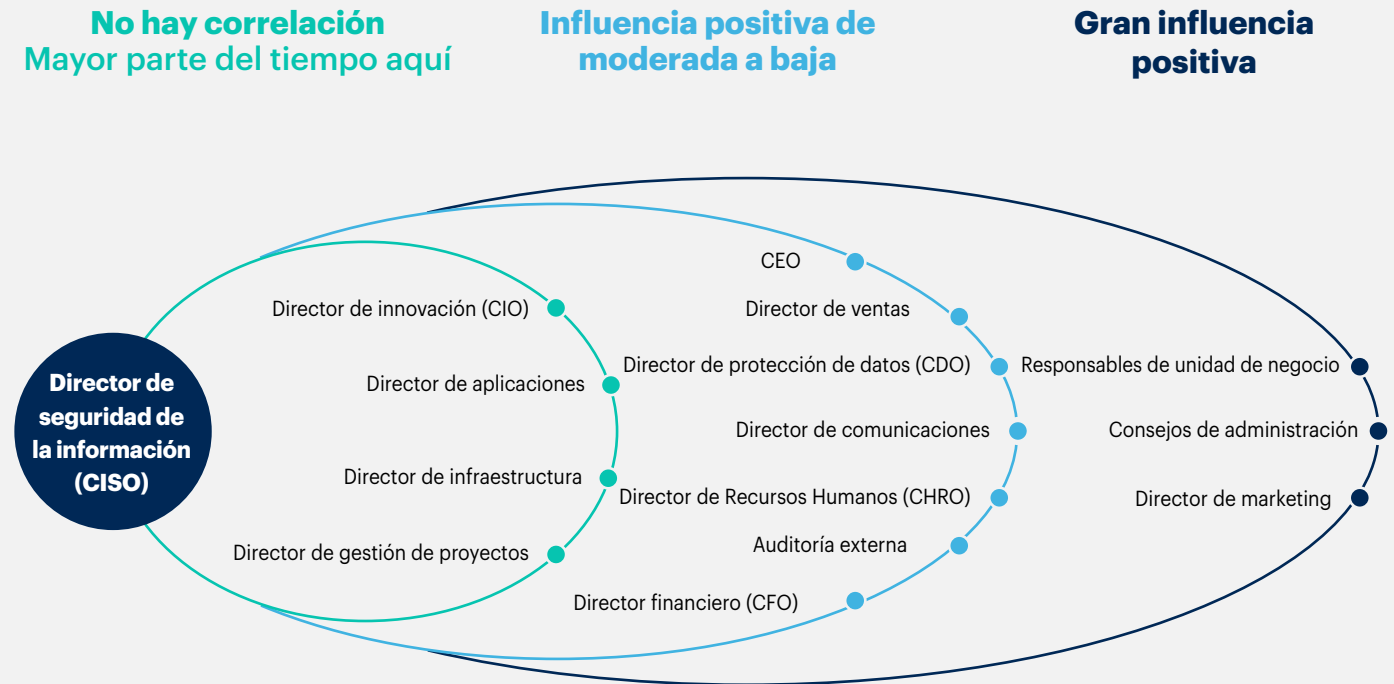 No hay correlación
Mayor parte del tiempo aquí
Influencia positiva de
moderada a baja
Gran influencia
positiva
Director de
seguridad de
la información
(CISO)
Director de innovación (CIO)
Director de aplicaciones
Director de infraestructura
Director de gestión de proyectos
CEO
Director de ventas
Director de protección de datos (CDO)
Director de comunicaciones
Director de Recursos Humanos (CHRO)
Auditoría externa
Director financiero (CFO)
Responsables de unidad de negocio
Consejos de administración
Director de marketing